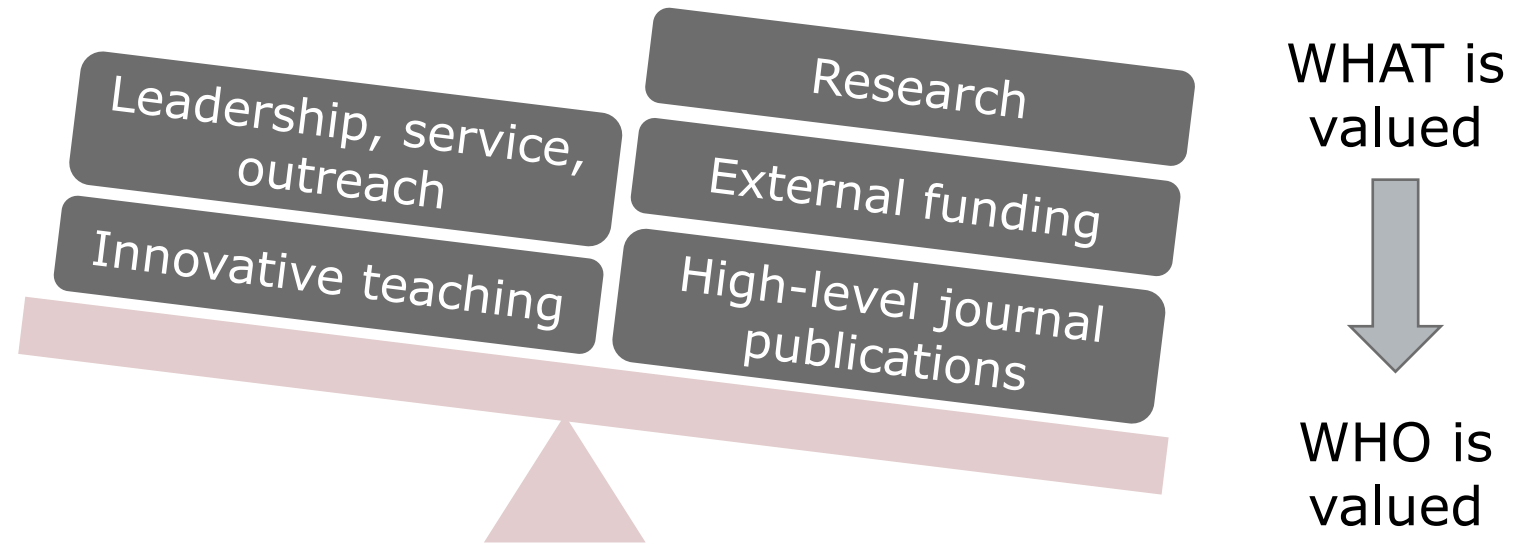 Leadership, service,
outreach
Innovative teaching
Research
External funding
High-level journal
publications
WHAT is
valued
WHO is
valued